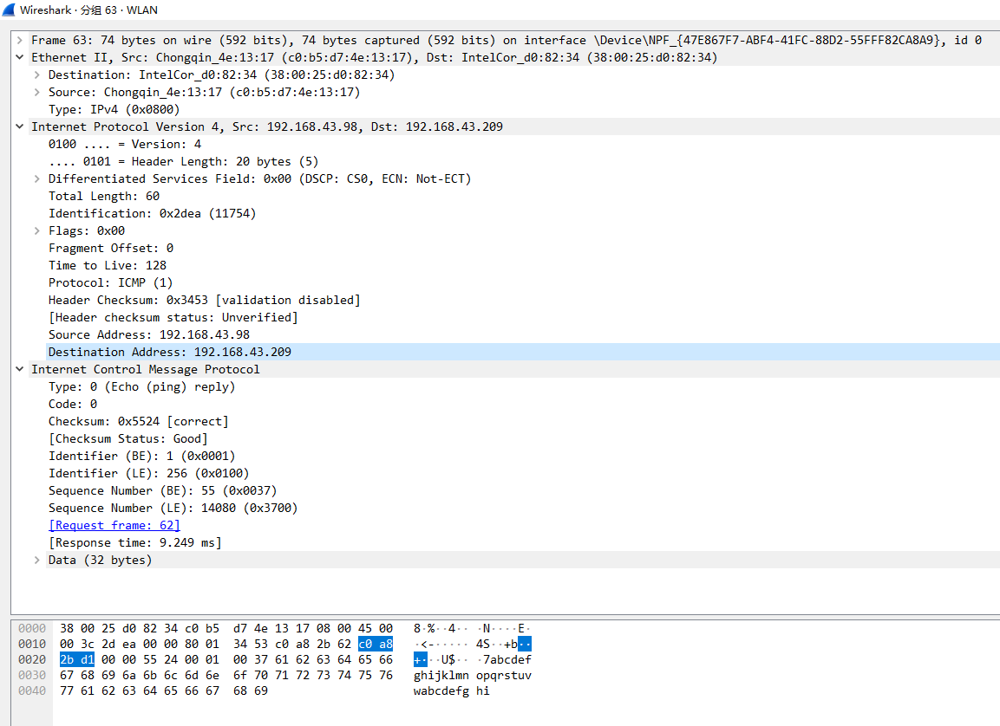 Wireshark · 分组 63 · WLAN
Frame 63: 74 bytes on wire (592 bits), 74 bytes captured (592 bits) on interface \Device\NPF_{47E867F7-ABF4-41FC-88D2-55FFF82CA8A9}, id 0
Ethernet II, Src: Chongqin_4e:13:17 (c0:b5:d7:4e:13:17), Dst: IntelCor_d0:82:34 (38:00:25:d0:82:34)
Destination: IntelCor_d0:82:34 (38:00:25:d0:82:34)
Source: Chongqin_4e:13:17 (c0:b5:d7:4e:13:17)
Type: IPv4 (0x0800)
Internet Protocol Version 4, Src: 192.168.43.98, Dst: 192.168.43.209
0100 .... = Version: 4
.... 0101 = Header Length: 20 bytes (5)
Differentiated Services Field: 0x00 (DSCP: CS0, ECN: Not-ECT)
Total Length: 60
Identification: 0x2dea (11754)
Flags: 0x00
Fragment Offset: 0
Time to Live: 128
Protocol: ICMP (1)
Header Checksum: 0x3453 [validation disabled]
[Header checksum status: Unverified]
Source Address: 192.168.43.98
Destination Address: 192.168.43.209
Internet Control Message Protocol
Type: 0 (Echo (ping) reply)
Code: 0
Checksum: 0x5524 [correct]
[Checksum Status: Good]
Identifier (BE): 1 (0x0001)
Identifier (LE): 256 (0x0100)
Sequence Number (BE): 55 (0x0037)
Sequence Number (LE): 14080 (0x3700)
[Request frame: 62]
[Response time: 9.249 ms]
Data (32 bytes)
0000 38 00 25 d0 82 34 c0 b5 d7 4e 13 17 08 00 45 00 8·%··4·· ·N····E·
0010 00 3c 2d ea 00 00 80 01 34 53 c0 a8 2b 62 c0 a8 ·<-····· 4S··+b··
0020 2b d1 00 00 55 24 00 01 00 37 61 62 63 64 65 66 +···U$·· ·7abcdef
0030 67 68 69 6a 6b 6c 6d 6e 6f 70 71 72 73 74 75 76 ghijklmn opqrstuv
0040 77 61 62 63 64 65 66 67 68 69 wabcdefg hi